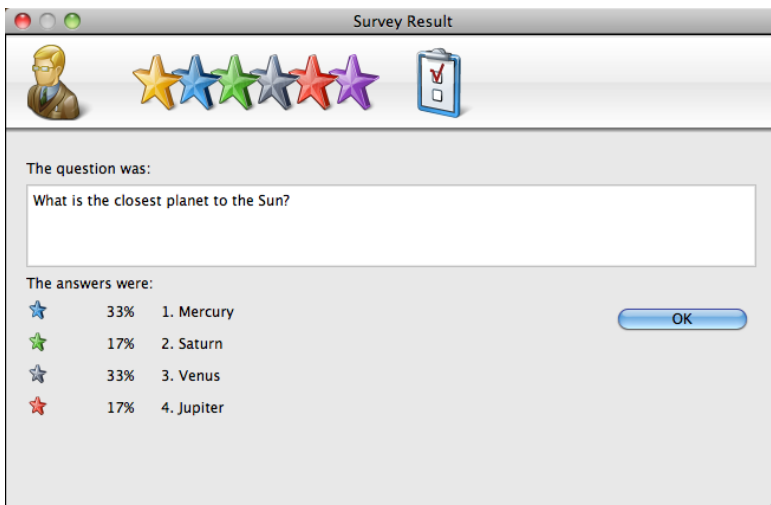 Survey Result
The question was:
What is the closest planet to the Sun?
The answers were:
33% 1. Mercury
OK
17% 2. Saturn
33% 3. Venus
17% 4. Jupiter